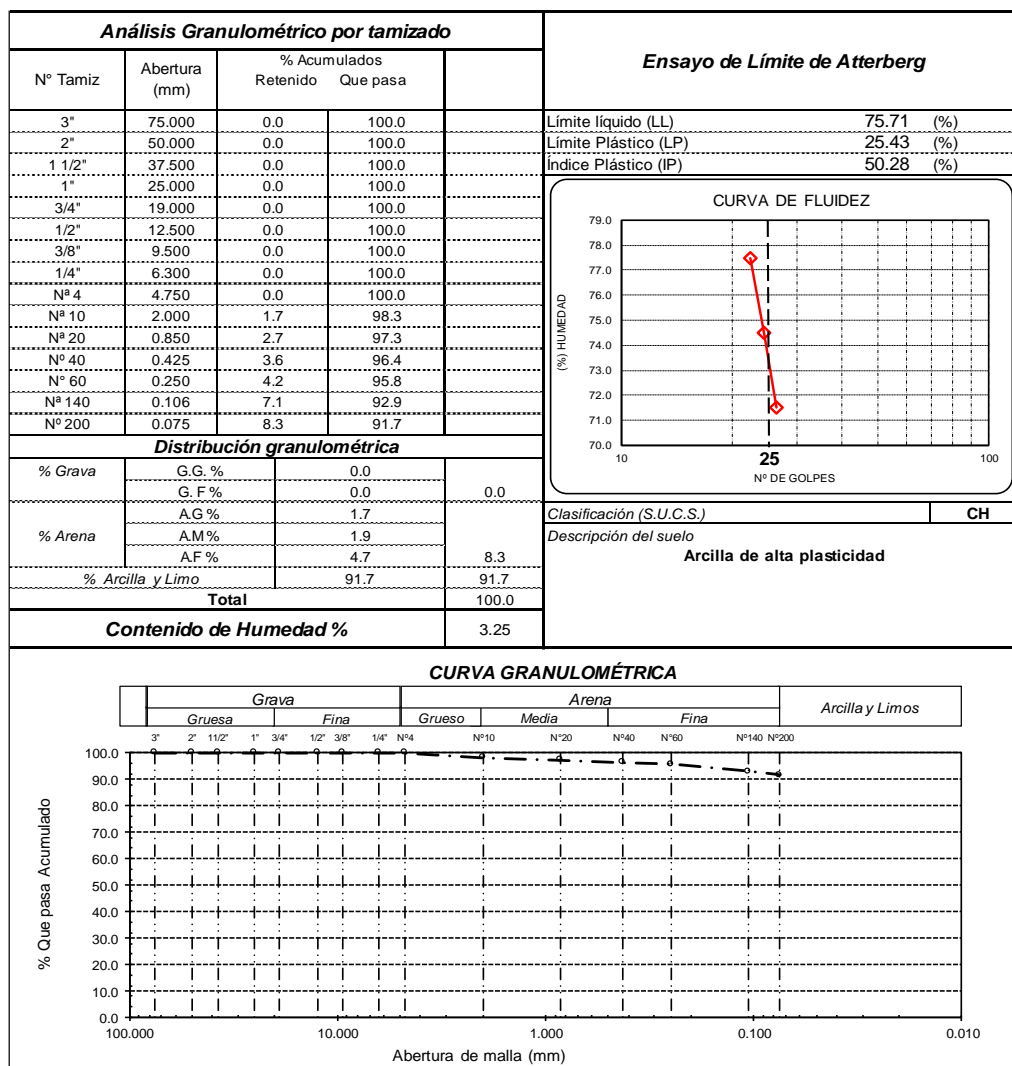 Análisis Granulométrico por tamizado
N° Tamiz Abertura (mm) % Acumulados Retenido Que pasa
3" 75.000 0.0 100.0
2" 50.000 0.0 100.0
1 1/2" 37.500 0.0 100.0
1" 25.000 0.0 100.0
3/4" 19.000 0.0 100.0
1/2" 12.500 0.0 100.0
3/8" 9.500 0.0 100.0
1/4" 6.300 0.0 100.0
Nª 4 4.750 0.0 100.0
Nª 10 2.000 1.7 98.3
Nª 20 0.850 2.7 97.3
Nº 40 0.425 3.6 96.4
N° 60 0.250 4.2 95.8
Nª 140 0.106 7.1 92.9
Nº 200 0.075 8.3 91.7
Distribución granulométrica
% Grava G.G. % 0.0
G. F % 0.0 0.0
A.G % 1.7
% Arena A.M % 1.9
A.F % 4.7 8.3
% Arcilla y Limo 91.7 91.7
Total 100.0
Contenido de Humedad % 3.25
Ensayo de Límite de Atterberg
Límite líquido (LL) 75.71 (%)
Límite Plástico (LP) 25.43 (%)
Índice Plástico (IP) 50.28 (%)
CURVA DE FLUIDEZ
(%) HUMEDAD
79.0
78.0
77.0
76.0
75.0
74.0
73.0
72.0
71.0
70.0
10 25 100
Nº DE GOLPES
Clasificación (S.U.C.S.) CH
Descripción del suelo
Arcilla de alta plasticidad
CURVA GRANULOMÉTRICA
Grava Arena Arcilla y Limos
Gruesa Fina Grueso Media Fina
3" 2" 11/2" 1" 3/4" 1/2" 3/8" 1/4" Nº4 Nº10 N°20 Nº40 N°60 Nº140 Nº200
% Que pasa Acumulado
100.0
90.0
80.0
70.0
60.0
50.0
40.0
30.0
20.0
10.0
0.0
100.000 10.000 1.000 0.100 0.010
Abertura de malla (mm)